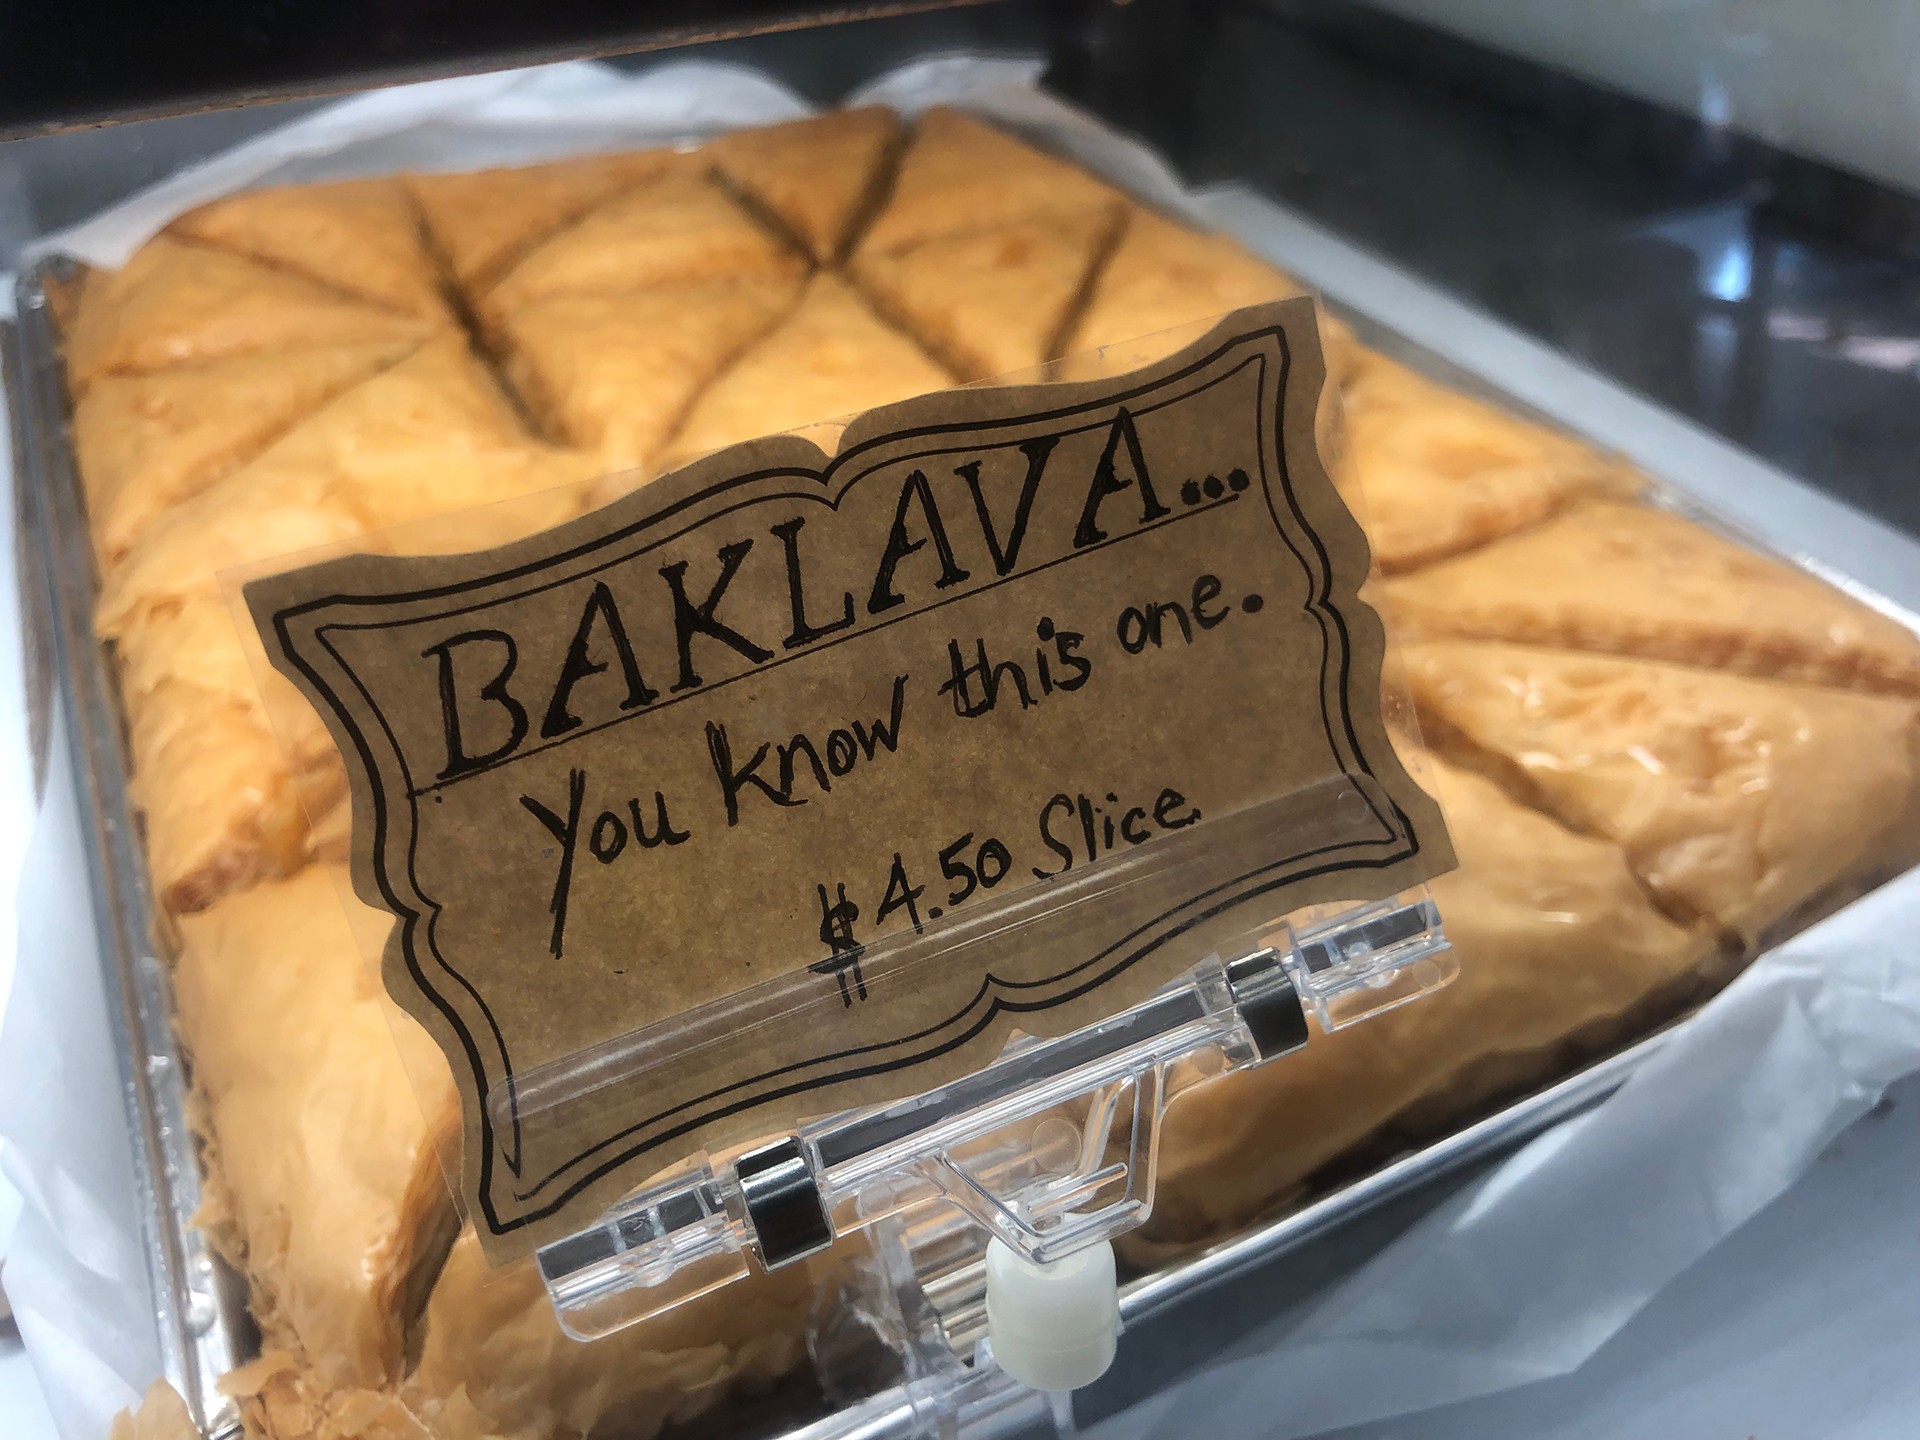 BAKLAVA...
You know this one.
$4.50 Slice